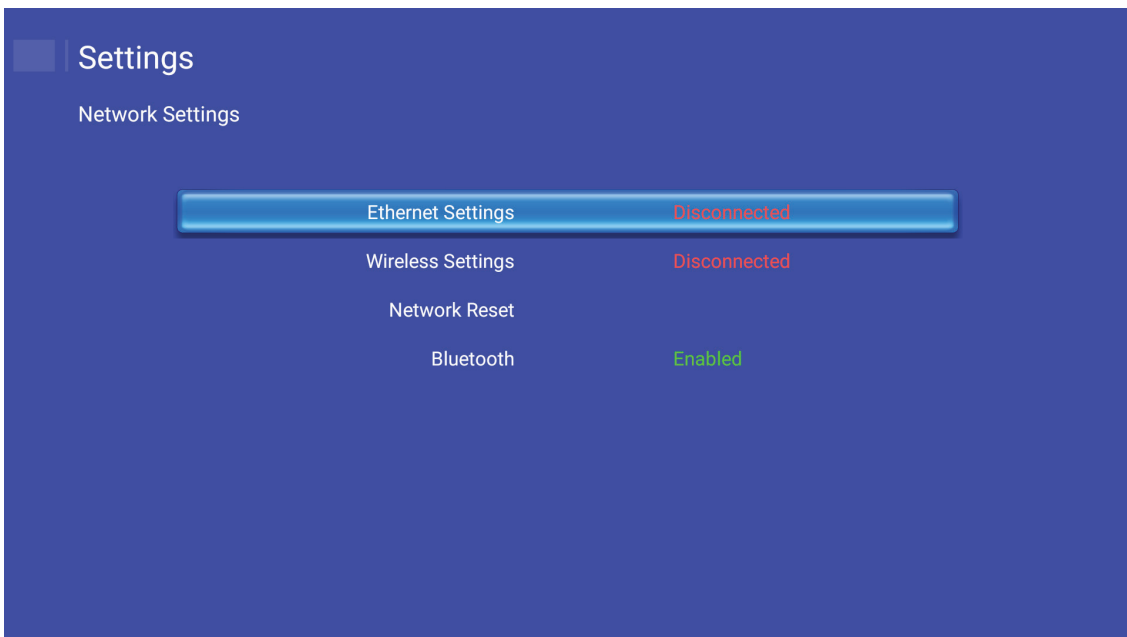 Settings
Network Settings
Ethernet Settings Disconnected
Wireless Settings Disconnected
Network Reset
Bluetooth Enabled